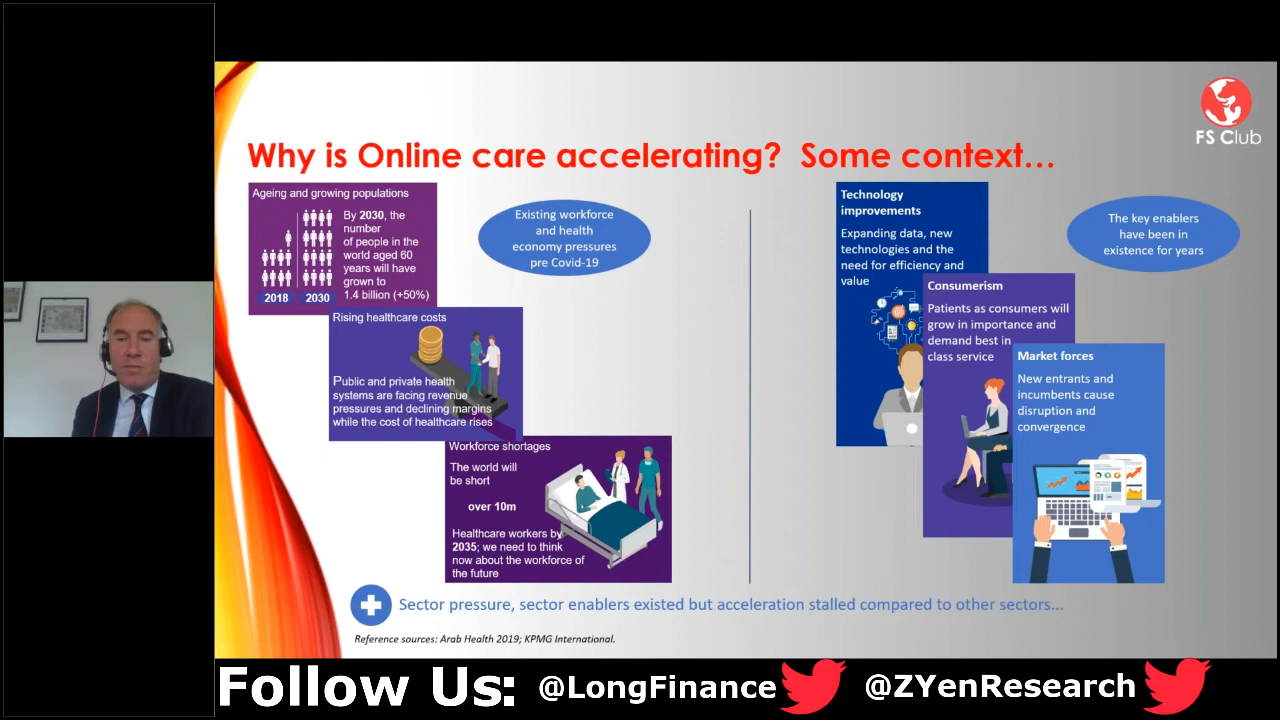 FS Club
Why is Online care accelerating? Some context...
Ageing and growing populations
By 2030, the
number
of people in the
world aged 60
years will have
grown to
1.4 billion (+50%)
2018
2030
Existing workforce
and health
economy pressures
pre Covid-19
Rising healthcare costs
Public and private health
systems are facing revenue
pressures and declining margins
while the cost of healthcare rises
Workforce shortages
The world will
be short
over 10m
Healthcare workers by
2035; we need to think
now about the workforce of
the future
Technology
improvements
Expanding data, new
technologies and the
need for efficiency and
value
The key enablers
have been in
existence for years
Consumerism
Patients as consumers will
grow in importance and
demand best in
class service
Market forces
New entrants and
incumbents cause
disruption and
convergence
Sector pressure, sector enablers existed but acceleration stalled compared to other sectors...
Reference sources: Arab Health 2019; KPMG International.
Follow Us: @LongFinance @ZYenResearch